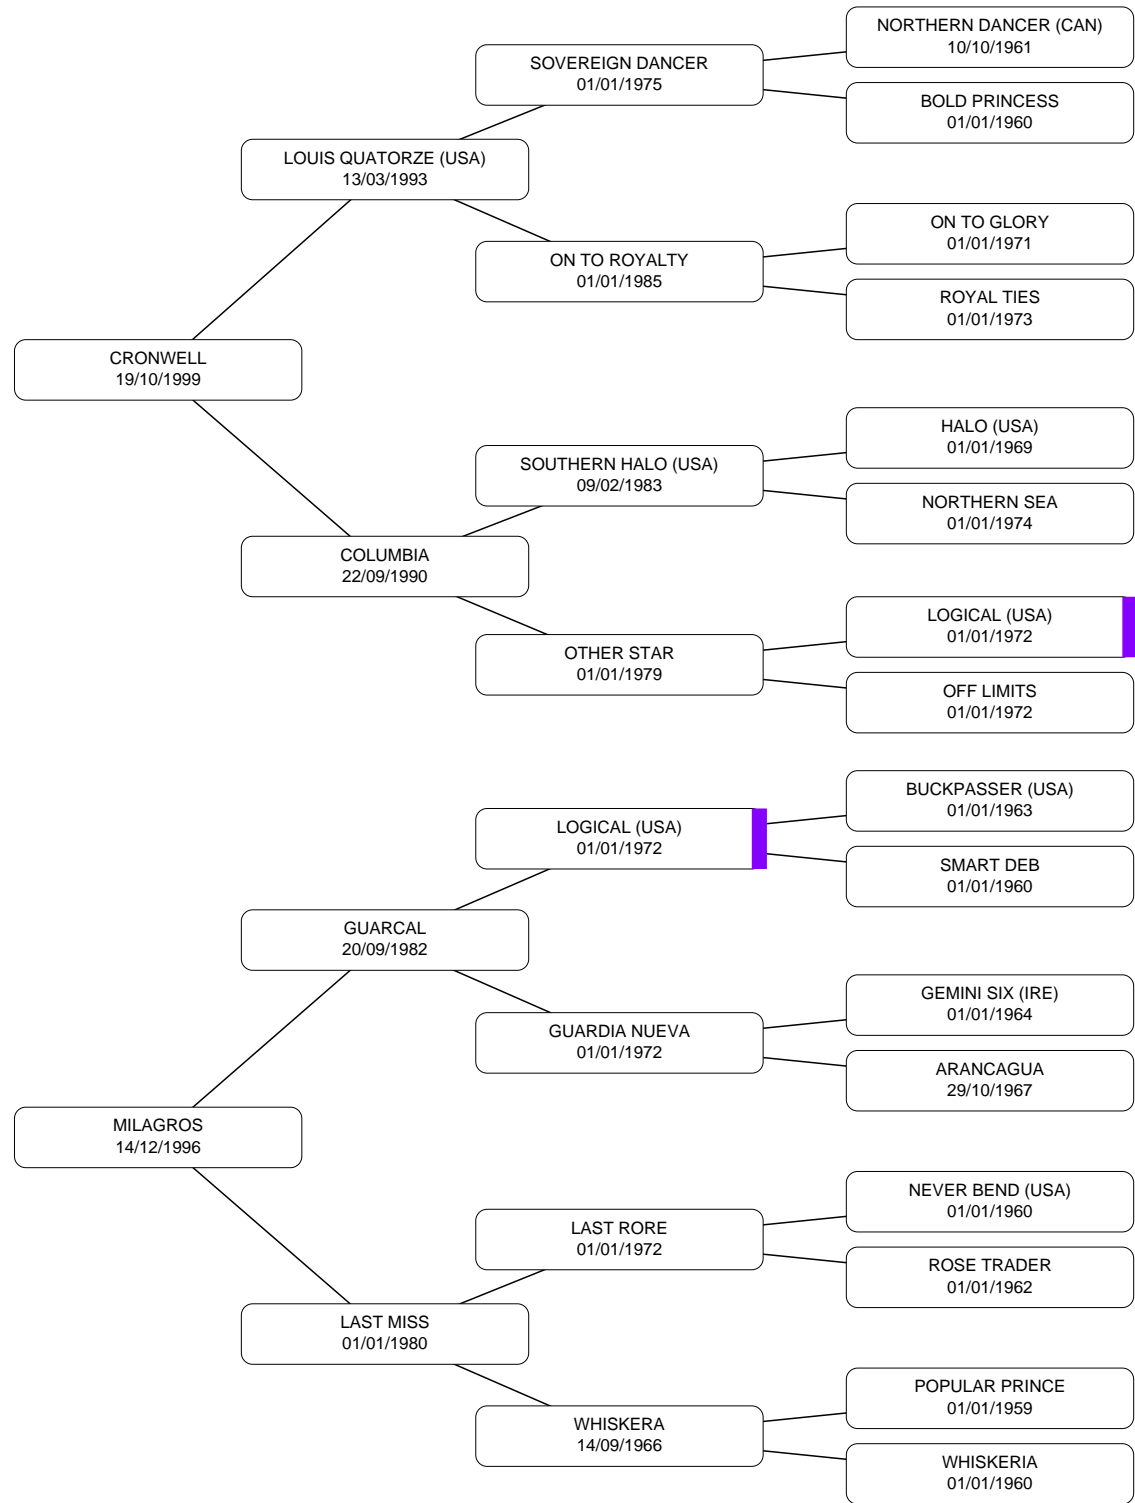 NORTHERN DANCER (CAN)
10/10/1961
SOVEREIGN DANCER
01/01/1975
BOLD PRINCESS
01/01/1960
LOUIS QUATORZE (USA)
13/03/1993
ON TO GLORY
01/01/1971
ON TO ROYALTY
01/01/1985
ROYAL TIES
01/01/1973
CRONWELL
19/10/1999
HALO (USA)
01/01/1969
SOUTHERN HALO (USA)
09/02/1983
NORTHERN SEA
01/01/1974
COLUMBIA
22/09/1990
LOGICAL (USA)
01/01/1972
OTHER STAR
01/01/1979
OFF LIMITS
01/01/1972
BUCKPASSER (USA)
01/01/1963
LOGICAL (USA)
01/01/1972
SMART DEB
01/01/1960
GUARCAL
20/09/1982
GEMINI SIX (IRE)
01/01/1964
GUARDIA NUEVA
01/01/1972
ARANCAGUA
29/10/1967
MILAGROS
14/12/1996
NEVER BEND (USA)
01/01/1960
LAST RORE
01/01/1972
ROSE TRADER
01/01/1962
LAST MISS
01/01/1980
POPULAR PRINCE
01/01/1959
WHISKERA
14/09/1966
WHISKERIA
01/01/1960